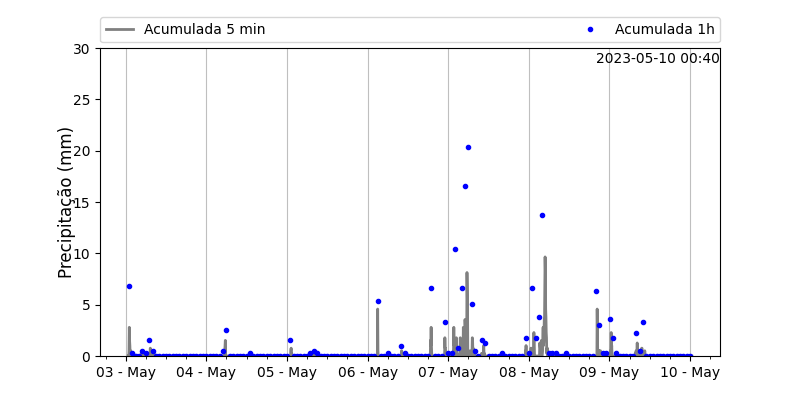 Acumulada 5 min
Acumulada 1h
2023-05-10 00:40
Precipitação (mm)
30
25
20
15
10
5
0
03 - May
04 - May
05 - May
06 - May
07 - May
08 - May
09 - May
10 - May